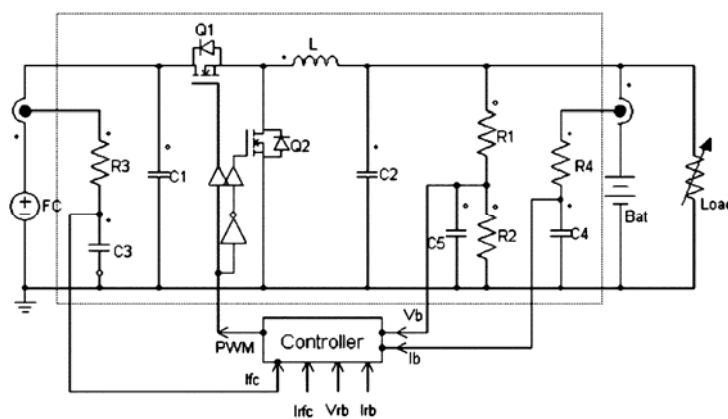 Q1
L
Q2
R1
R3
R4
C1
C2
FC
Bat
Load
C3
C5
R2
C4
Vb
Controller
PWM
Ib
Ifc
Irfc
Vrb
Irb